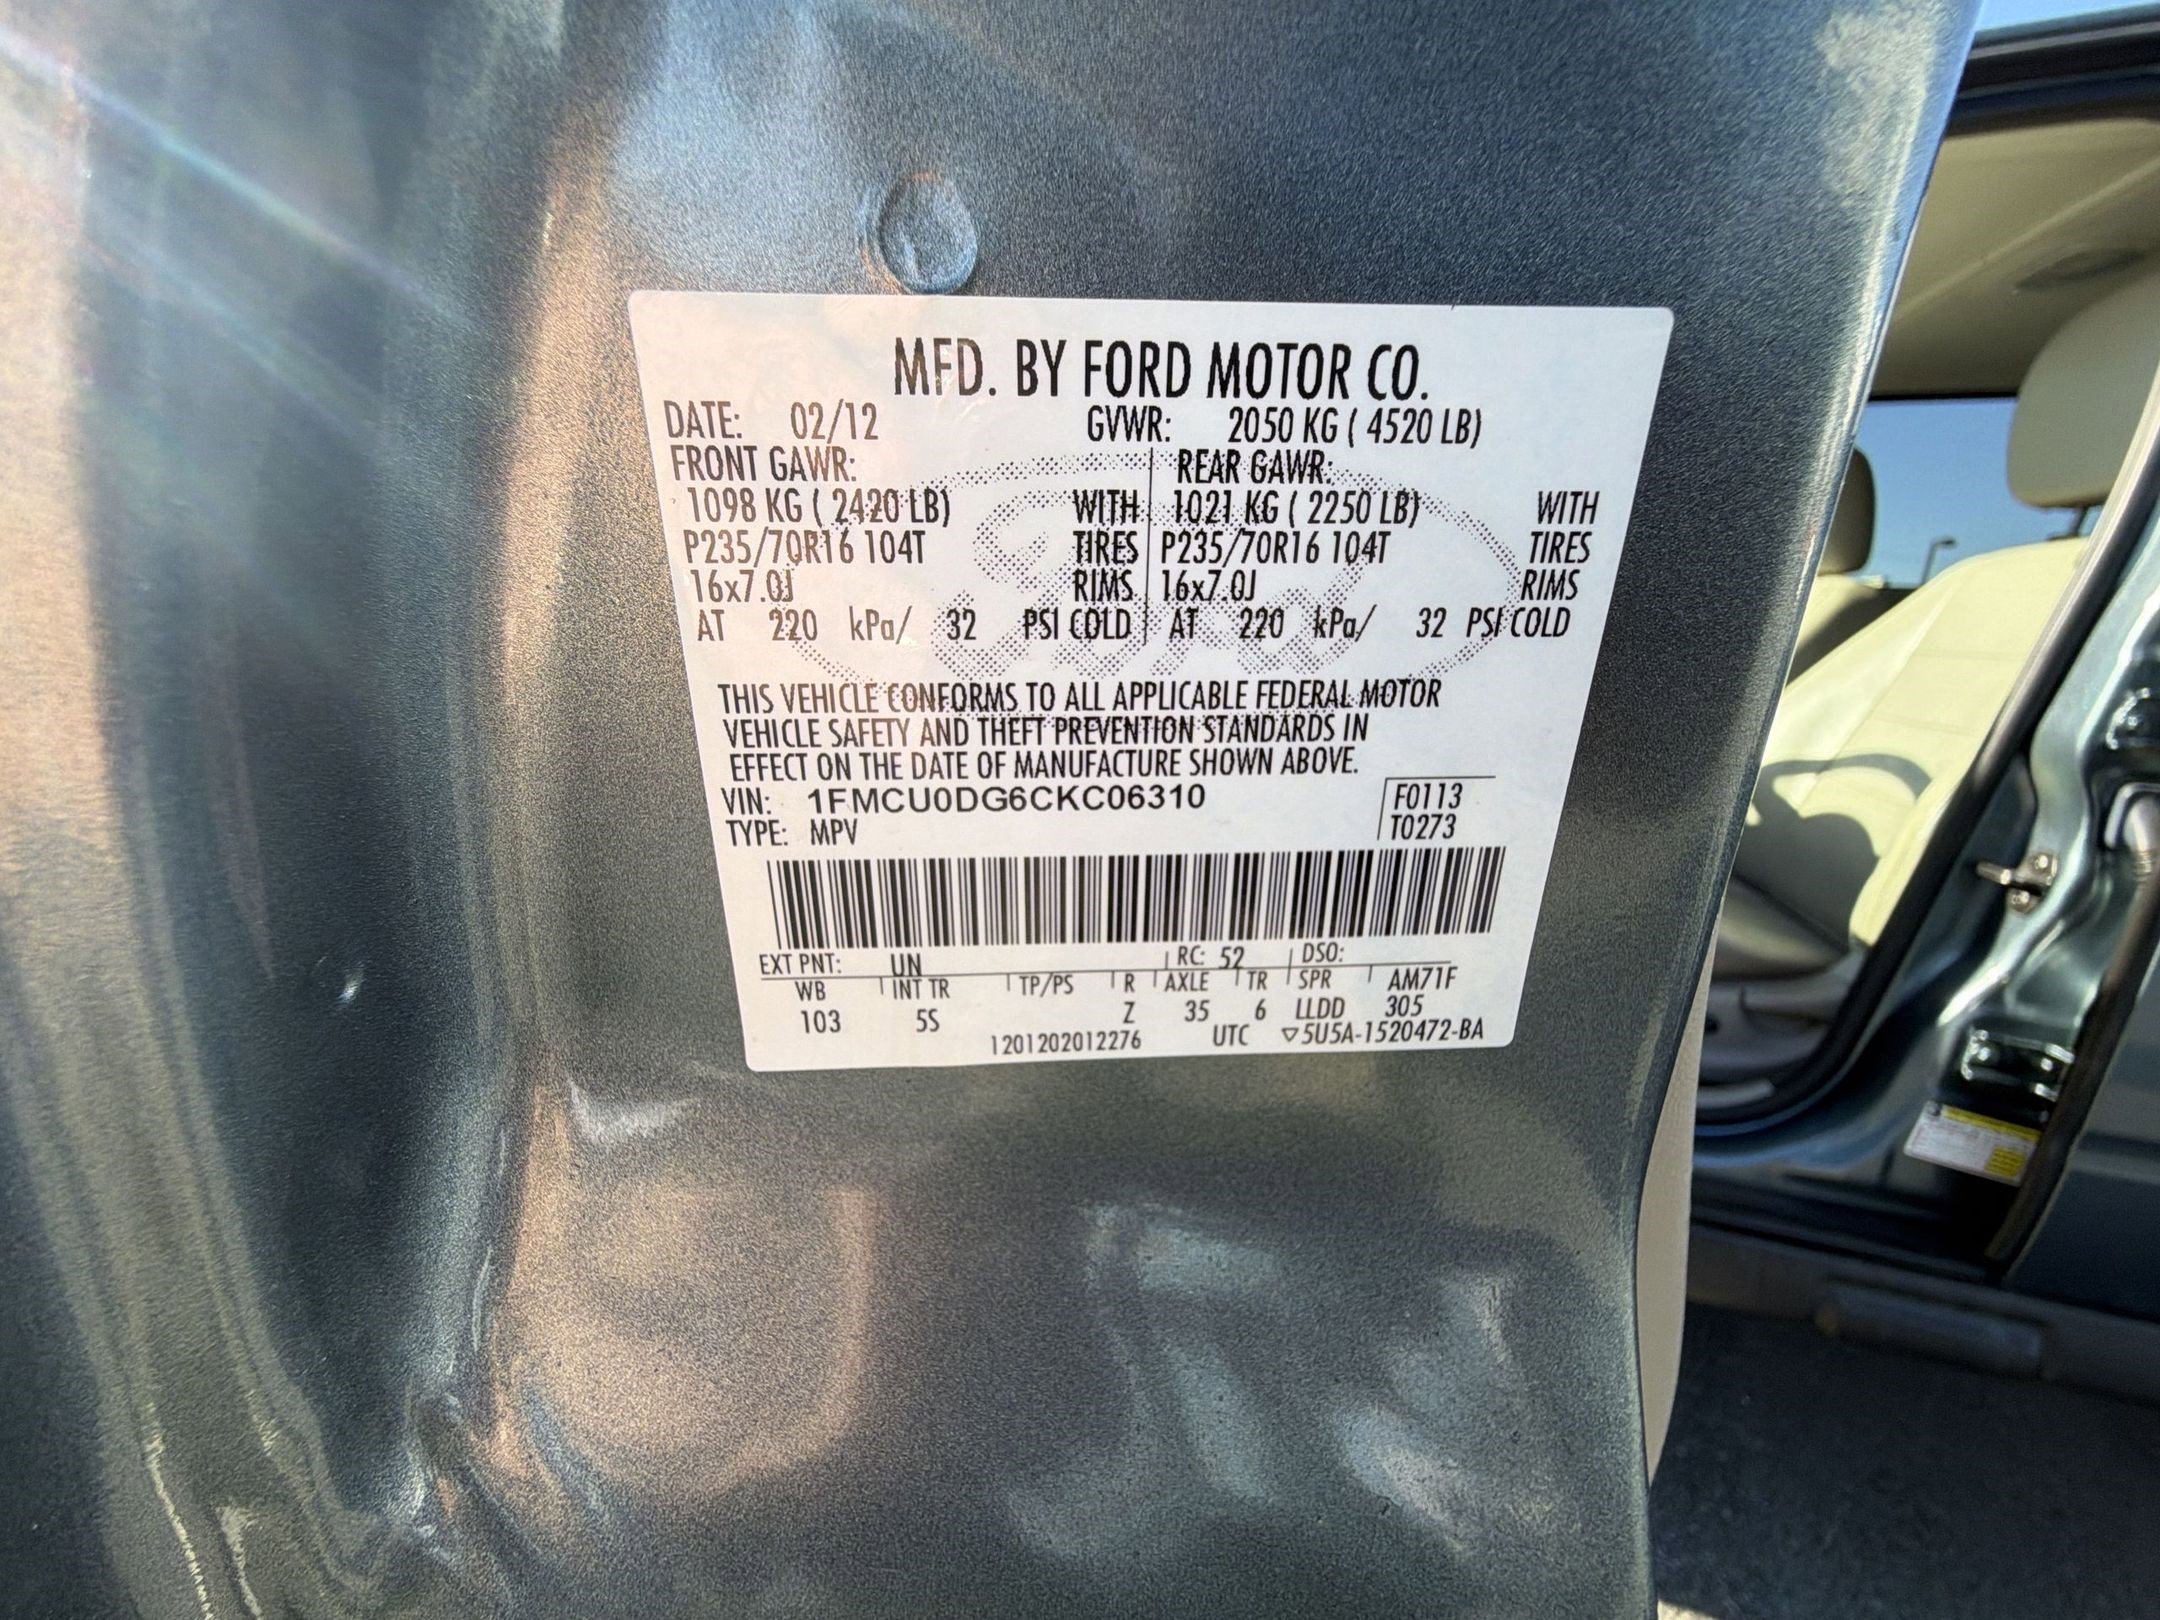 MFD. BY FORD MOTOR CO.
DATE: 02/12 GVWR: 2050 KG ( 4520 LB)
FRONT GAWR: REAR GAWR:
1098 KG ( 2420 LB) WITH 1021 KG ( 2250 LB) WITH
P235/70R16 104T TIRES P235/70R16 104T TIRES
16x7.0J RIMS 16x7.0J RIMS
AT 220 kPa/ 32 PSI COLD AT 220 kPa/ 32 PSI COLD
THIS VEHICLE CONFORMS TO ALL APPLICABLE FEDERAL MOTOR
VEHICLE SAFETY AND THEFT PREVENTION STANDARDS IN
EFFECT ON THE DATE OF MANUFACTURE SHOWN ABOVE.
VIN: 1FMCU0DG6CKC06310 F0113
TYPE: MPV T0273
EXT PNT: UN RC: 52 DSO:
WB INT TR TP/PS R AXLE TR SPR AM71F
103 5S Z 35 6 LLDD 305
1201202012276 UTC ▽5U5A-1520472-BA